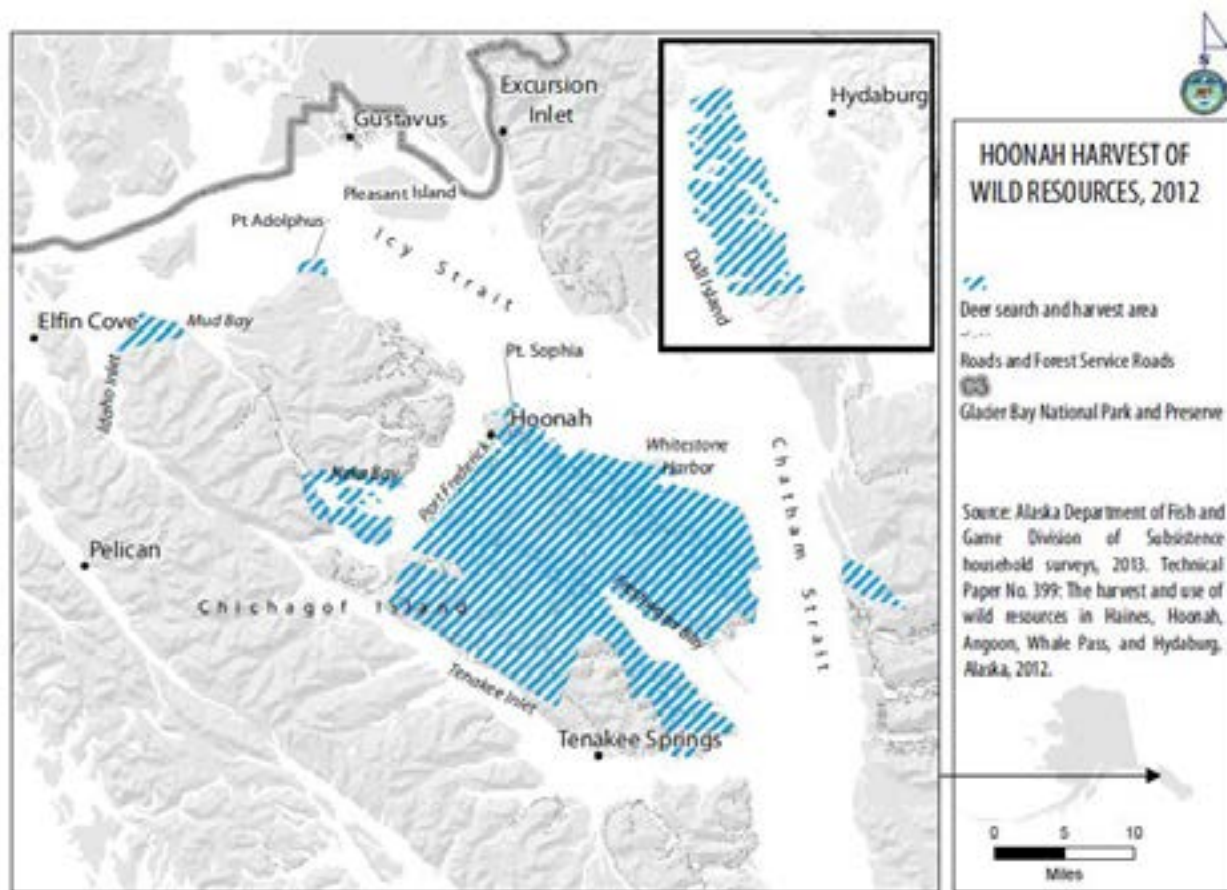 Excursion
Inlet
Gustavus
Pleasant Island
Pt Adolphus
Icy Strait
Elfin Cove
Mud Bay
Idaho Inlet
Pt. Sophia
Hoonah
Whitestone
Harbor
Port Frederick
Pelican
Chichagof Island
Freshwater Bay
Tenakee Inlet
Tenakee Springs
Chatham Strait
Hydaburg
Dall Island
HOONAH HARVEST OF
WILD RESOURCES, 2012
Deer search and harvest area
Roads and Forest Service Roads
Glacier Bay National Park and Preserve
Source: Alaska Department of Fish and
Game Division of Subsistence
household surveys, 2013. Technical
Paper No. 399: The harvest and use of
wild resources in Haines, Hoonah,
Angoon, Whale Pass, and Hydaburg,
Alaska, 2012.
0 5 10
Miles